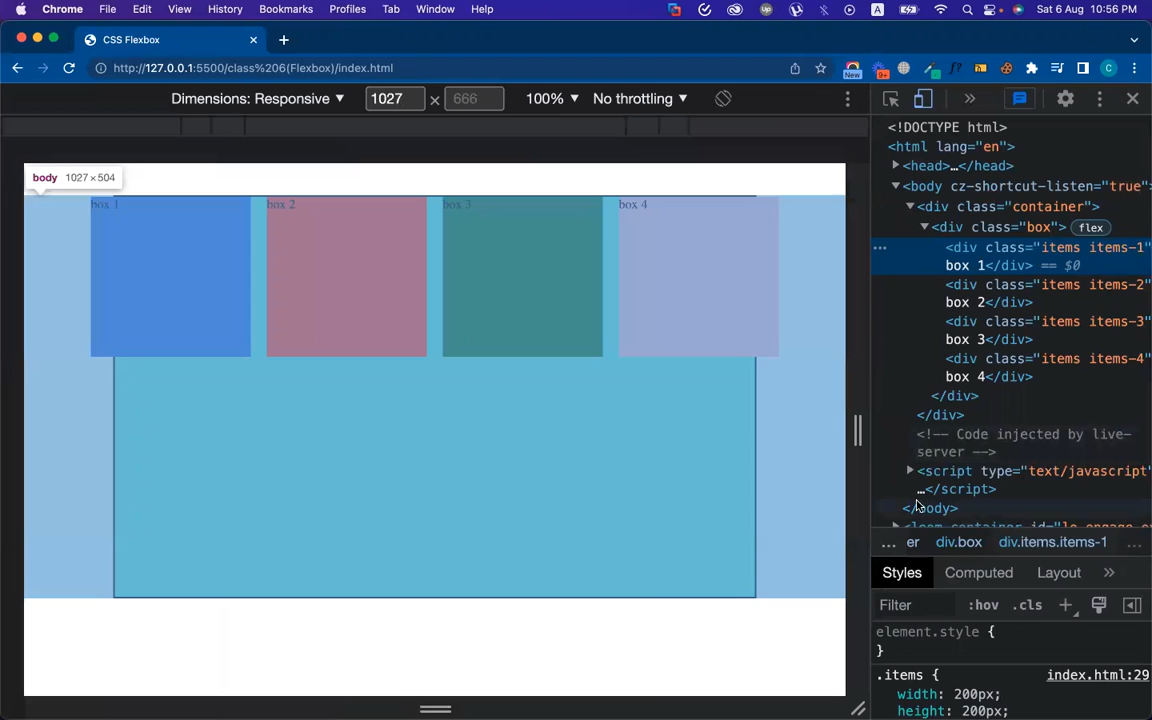 Chrome File Edit View History Bookmarks Profiles Tab Window Help A Sat 6 Aug 10:56 PM
CSS Flexbox
http://127.0.0.1:5500/class%206(Flexbox)/index.html New 9+ f? C
Dimensions: Responsive 1027 × 666 100% No throttling
body 1027 × 504
box 1 box 2 box 3 box 4
<!DOCTYPE html>
<html lang="en">
<head>…</head>
<body cz-shortcut-listen="true"
<div class="container">
<div class="box"> flex
<div class="items items-1"
box 1</div> == $0
<div class="items items-2
box 2</div>
<div class="items items-3
box 3</div>
<div class="items items-4
box 4</div>
</div>
</div>
<!-- Code injected by live-
server -->
<script type="text/javascript"
…</script>
</body>
… er div.box div.items.items-1 …
Styles Computed Layout »
Filter :hov .cls +
element.style {
}
.items { index.html:29
width: 200px;
height: 200px;